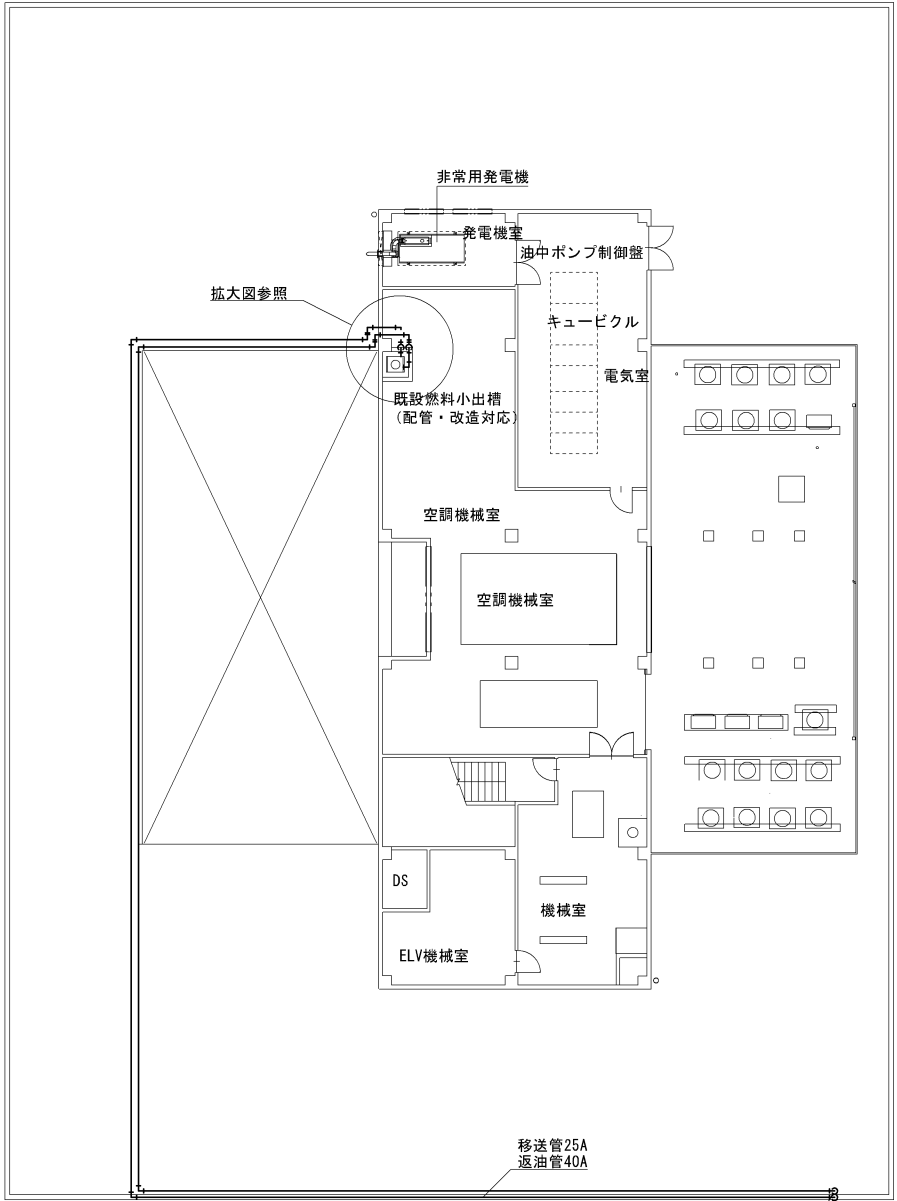 非常用発電機
発電機室
油中ポンプ制御盤
拡大図参照
キュービクル
電気室
既設燃料小出槽
（配管・改造対応）
空調機械室
空調機械室
DS
機械室
ELV機械室
移送管25A
返油管40A